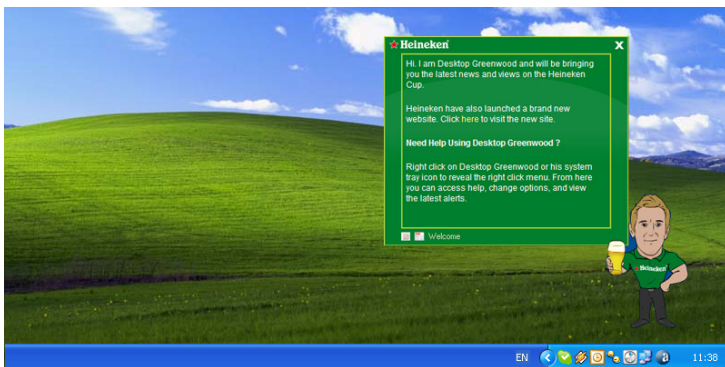 Heineken
X
Hi. I am Desktop Greenwood and will be bringing
you the latest news and views on the Heineken
Cup.
Heineken have also launched a brand new
website. Click here to visit the new site.
Need Help Using Desktop Greenwood ?
Right click on Desktop Greenwood or his system
tray icon to reveal the right click menu. From here
you can access help, change options, and view
the latest alerts.
Welcome
Heineken
EN
a
11:38